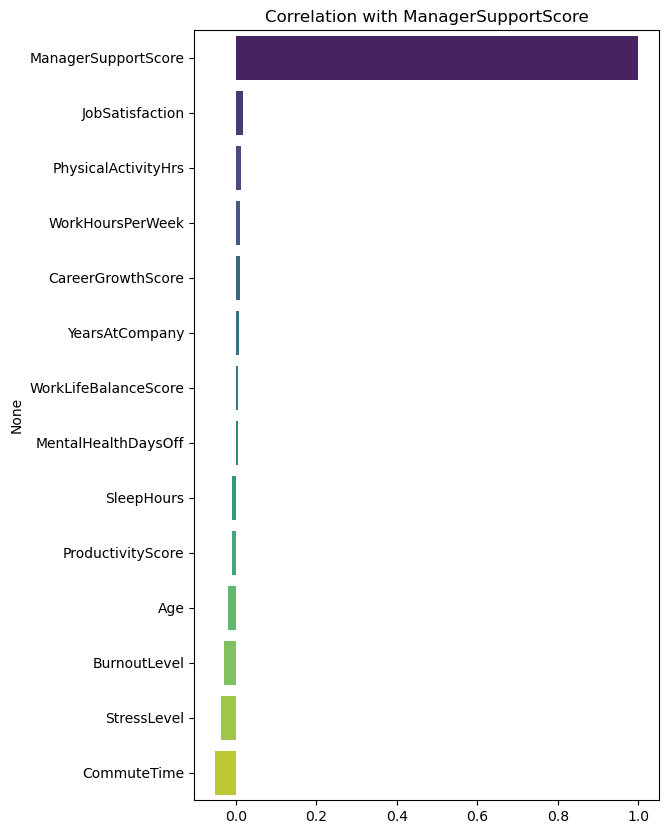 Correlation with ManagerSupportScore
ManagerSupportScore
JobSatisfaction
PhysicalActivityHrs
WorkHoursPerWeek
CareerGrowthScore
YearsAtCompany
WorkLifeBalanceScore
MentalHealthDaysOff
SleepHours
ProductivityScore
Age
BurnoutLevel
StressLevel
CommuteTime
None
0.0 0.2 0.4 0.6 0.8 1.0